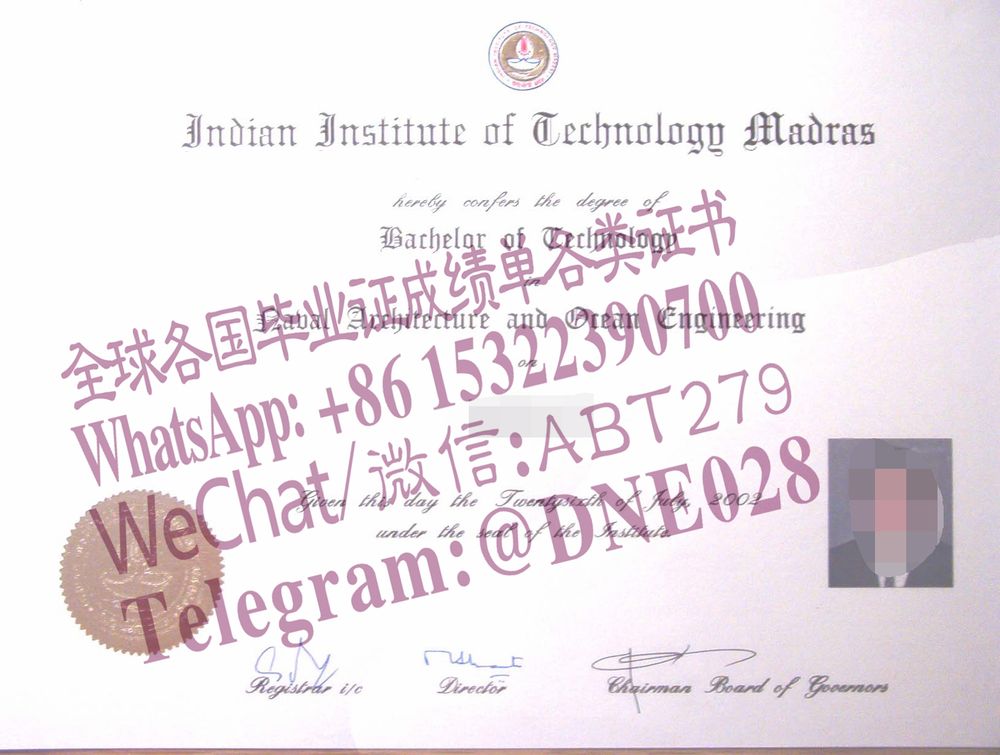 Indian Institute of Technology Madras
hereby confers the degree of
Bachelor of Technology
in
Naval Architecture and Ocean Engineering
on
全球各国毕业证成绩单各类证书
WhatsApp: +86 15322390700
WeChat/微信:ABT279
Telegram:@DNE028
Given this day the Twentysixth of July, 2002
under the seal of the Institute.
Registrar i/c
Director
Chairman Board of Governors